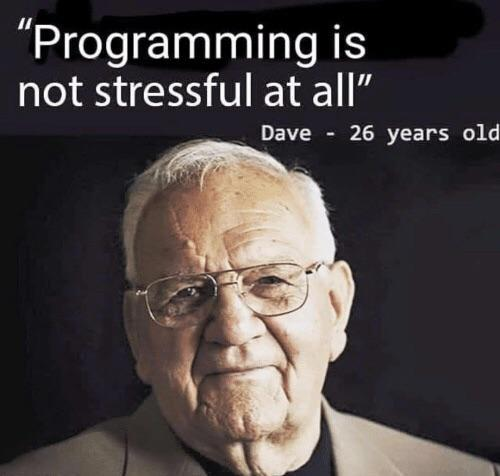 “Programming is
not stressful at all”
Dave - 26 years old